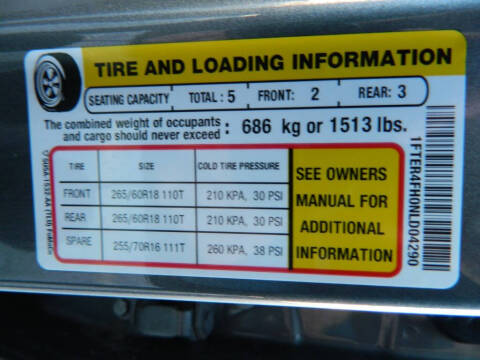 TIRE AND LOADING INFORMATION
SEATING CAPACITY TOTAL : 5 FRONT: 2 REAR: 3
The combined weight of occupants
and cargo should never exceed : 686 kg or 1513 lbs.
TIRE SIZE COLD TIRE PRESSURE
FRONT 265/60R18 110T 210 KPA, 30 PSI
REAR 265/60R18 110T 210 KPA, 30 PSI
SPARE 255/70R16 111T 260 KPA, 38 PSI
SEE OWNERS
MANUAL FOR
ADDITIONAL
INFORMATION
1FTER4FH0NLD04290